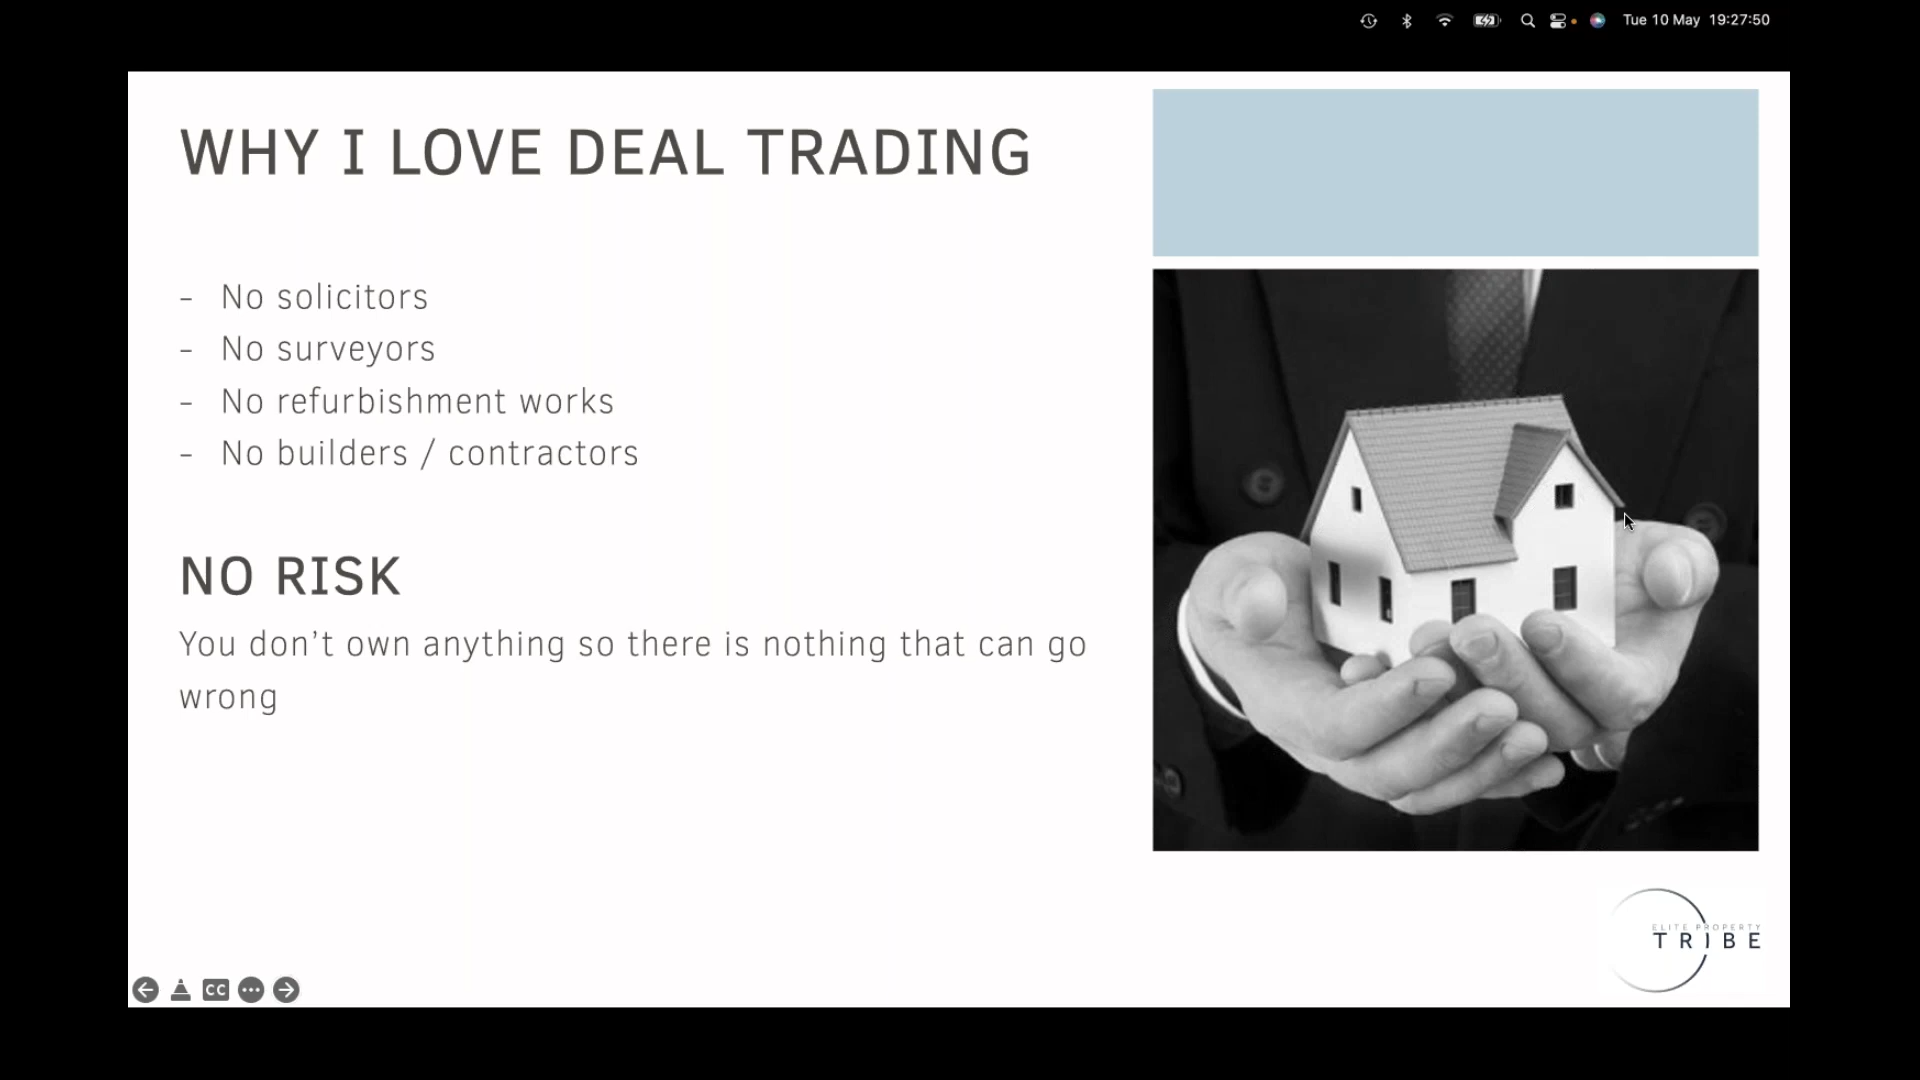 Tue 10 May 19:27:50
WHY I LOVE DEAL TRADING
- No solicitors
- No surveyors
- No refurbishment works
- No builders / contractors
NO RISK
You don’t own anything so there is nothing that can go
wrong
ELITE PROPERTY
TRIBE
CC